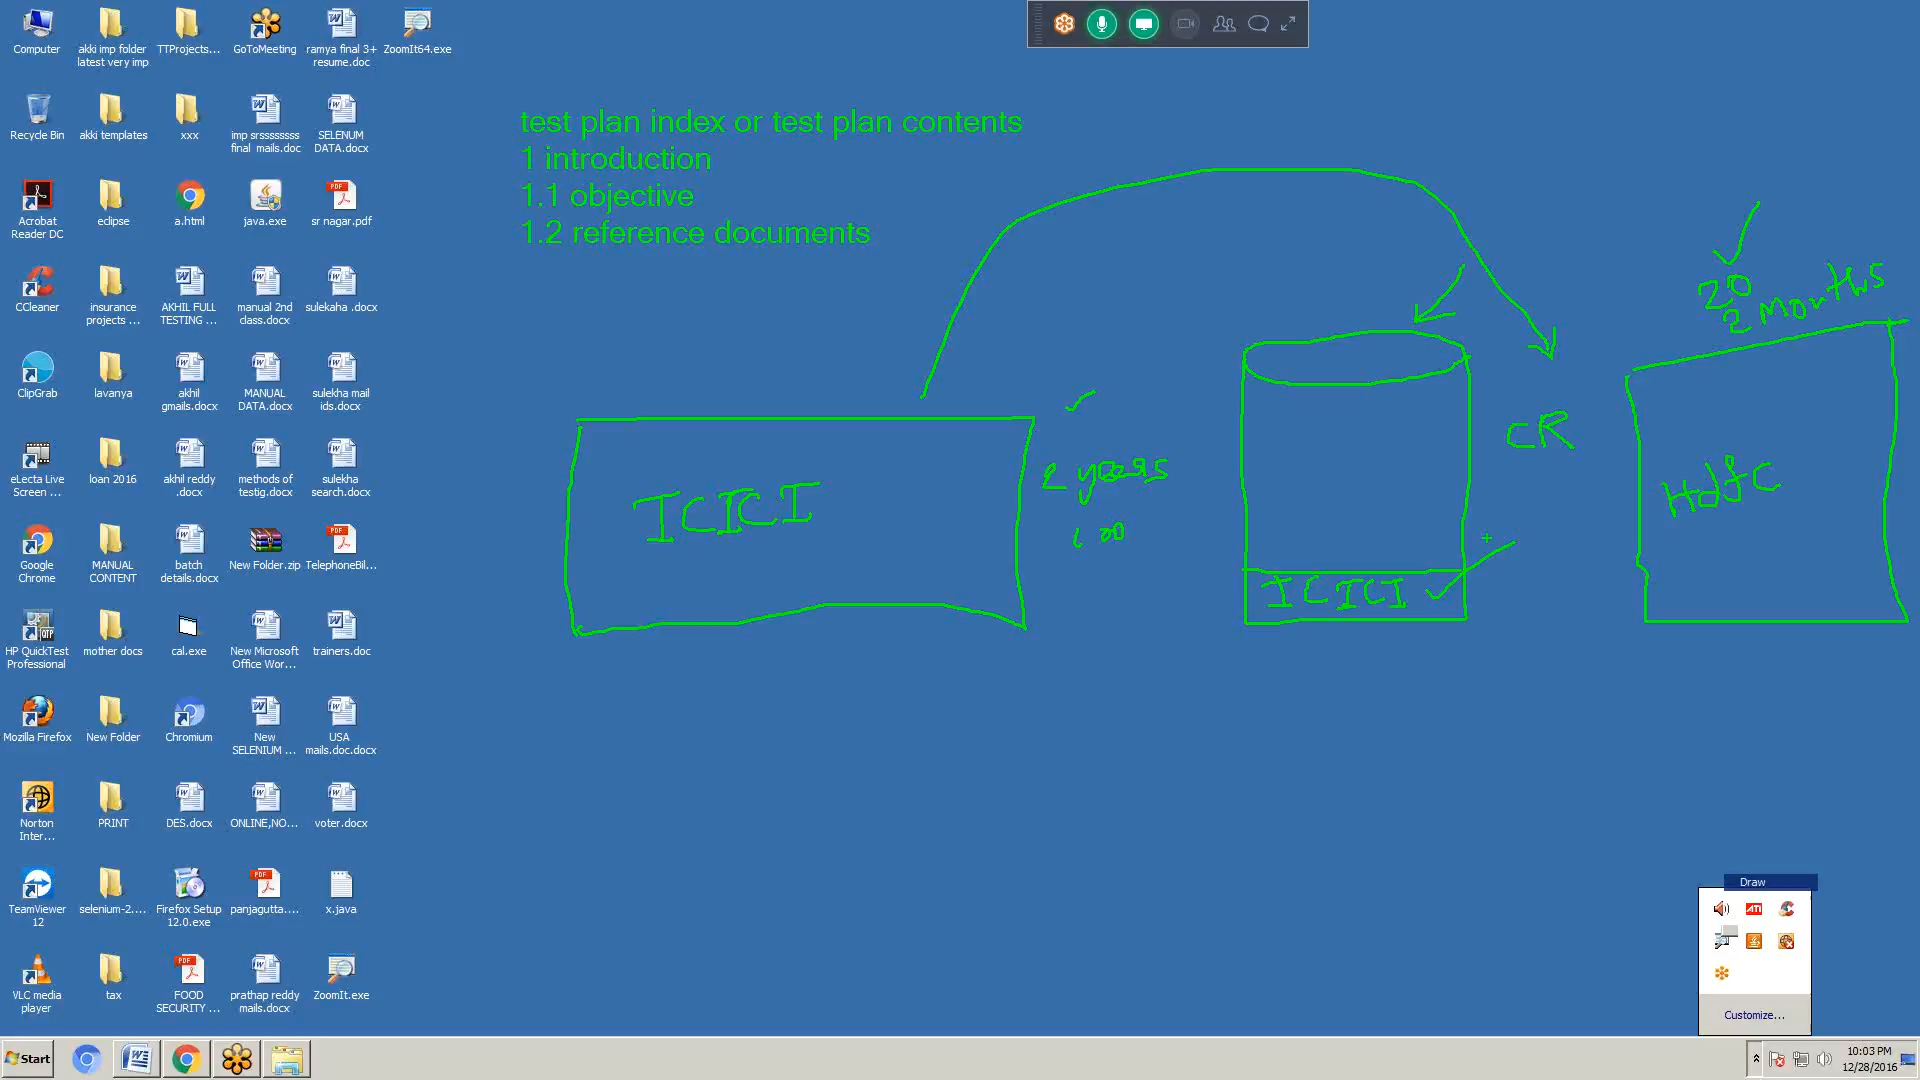 test plan index or test plan contents
1 introduction
1.1 objective
1.2 reference documents
20
2 months
CR
2 years
100
ICICI
Hdfc
ICICI
Computer
akki imp folder latest very imp
TTProjects...
GoToMeeting
ramya final 3+ resume.doc
ZoomIt64.exe
Recycle Bin
akki templates
xxx
imp srsssssss final mails.doc
SELENUM DATA.docx
Acrobat Reader DC
eclipse
a.html
java.exe
sr nagar.pdf
CCleaner
insurance projects ...
AKHIL FULL TESTING ...
manual 2nd class.docx
sulekaha .docx
ClipGrab
lavanya
akhil gmails.docx
MANUAL DATA.docx
sulekha mail ids.docx
eLecta Live Screen ...
loan 2016
akhil reddy .docx
methods of testig.docx
sulekha search.docx
Google Chrome
MANUAL CONTENT
batch details.docx
New Folder.zip
TelephoneBil...
HP QuickTest Professional
mother docs
cal.exe
New Microsoft Office Wor...
trainers.doc
Mozilla Firefox
New Folder
Chromium
New SELENIUM ...
USA mails.doc.docx
Norton Inter...
PRINT
DES.docx
ONLINE,NO...
voter.docx
TeamViewer 12
selenium-2....
Firefox Setup 12.0.exe
panjagutta....
x.java
VLC media player
tax
FOOD SECURITY ...
prathap reddy mails.docx
ZoomIt.exe
Draw
ATI
Customize...
Start
10:03 PM
12/28/2016